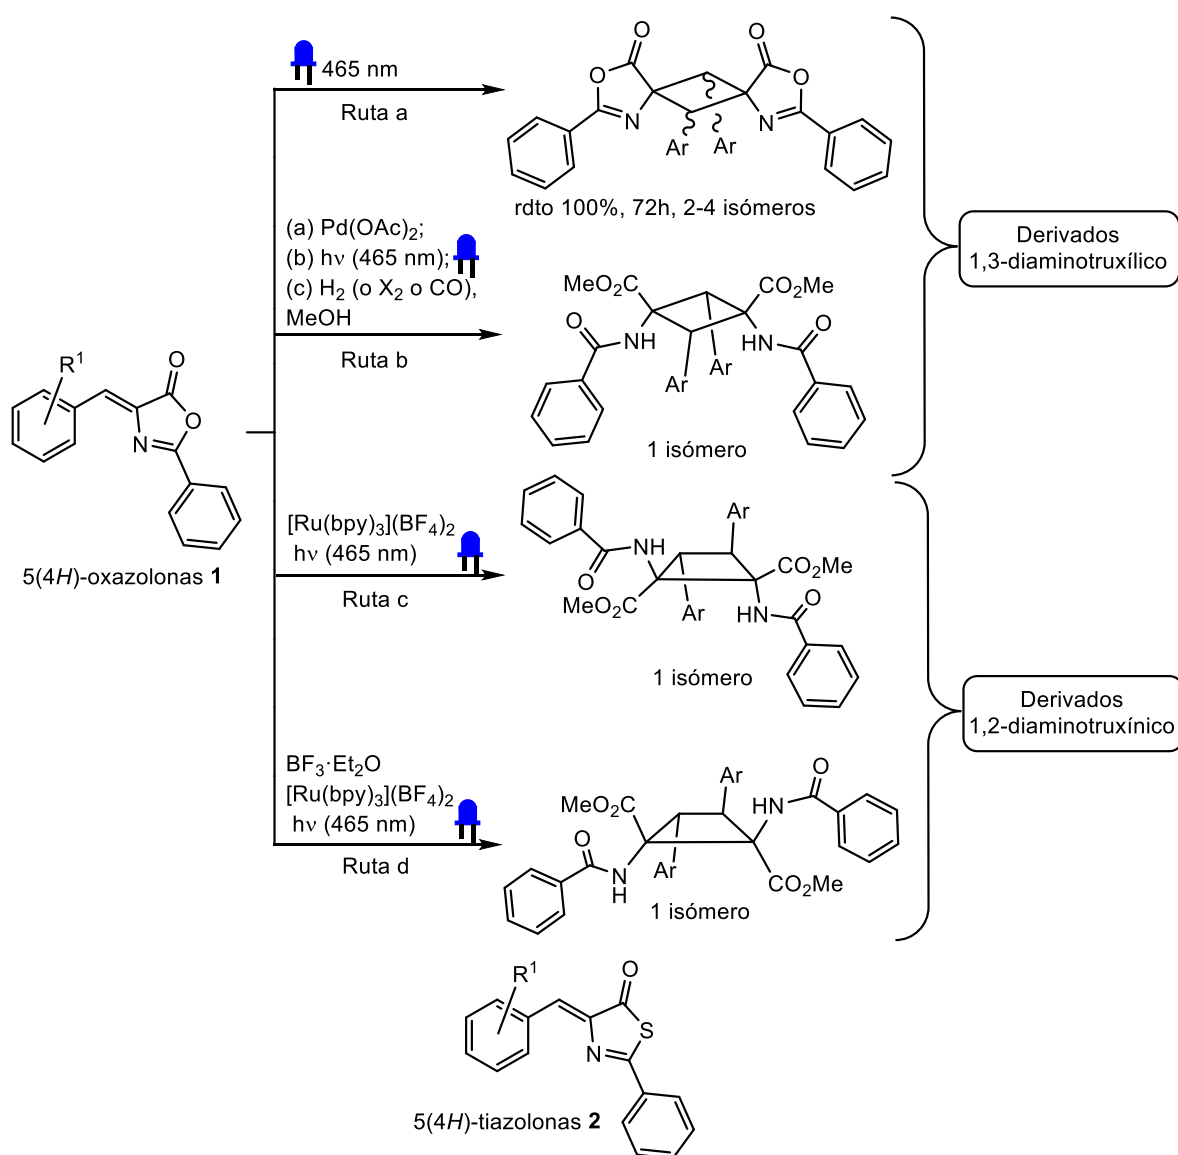 465 nm
Ruta a
O
O
O
O
N
N
Ar
Ar
rdto 100%, 72h, 2-4 isómeros
(a) Pd(OAc)2;
(b) hν (465 nm);
(c) H2 (o X2 o CO),
MeOH
Ruta b
MeO2C
CO2Me
O
NH
HN
O
Ar
Ar
1 isómero
Derivados
1,3-diaminotruxílico
R1
O
O
N
5(4H)-oxazolonas 1
[Ru(bpy)3](BF4)2
hν (465 nm)
Ruta c
Ar
NH
O
CO2Me
MeO2C
Ar
HN
O
1 isómero
Derivados
1,2-diaminotruxínico
BF3·Et2O
[Ru(bpy)3](BF4)2
hν (465 nm)
Ruta d
Ar
O
MeO2C
HN
O
Ar
N
H
CO2Me
1 isómero
R1
O
S
N
5(4H)-tiazolonas 2